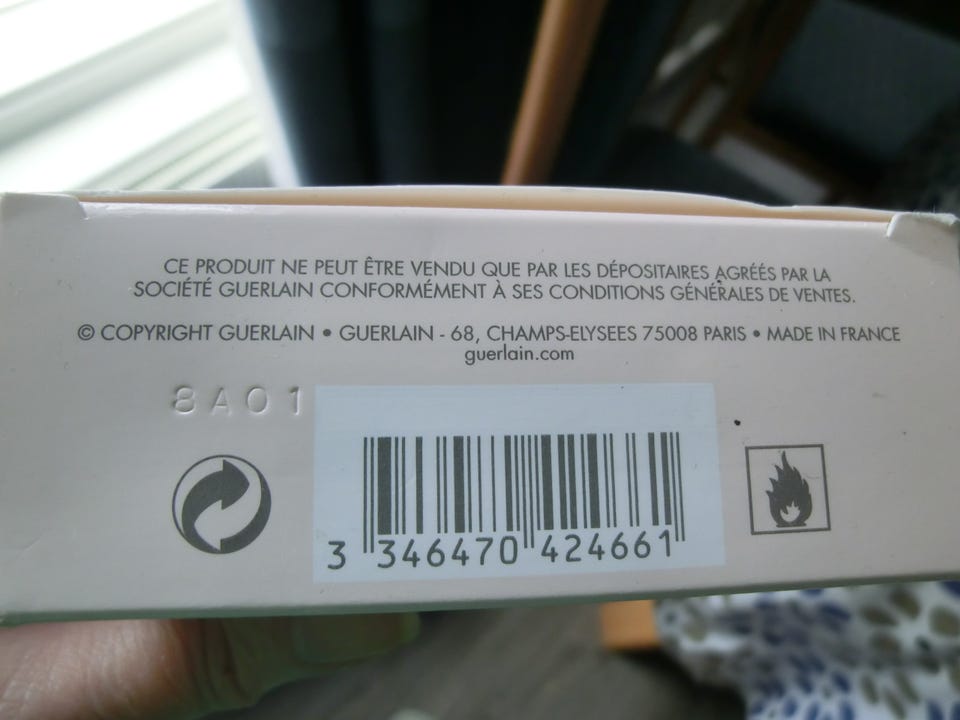 CE PRODUIT NE PEUT ÊTRE VENDU QUE PAR LES DÉPOSITAIRES AGRÉÉS PAR LA
SOCIÉTÉ GUERLAIN CONFORMÉMENT À SES CONDITIONS GÉNÉRALES DE VENTES.
© COPYRIGHT GUERLAIN • GUERLAIN - 68, CHAMPS-ELYSEES 75008 PARIS • MADE IN FRANCE
guerlain.com
8A01
3 346470 424661